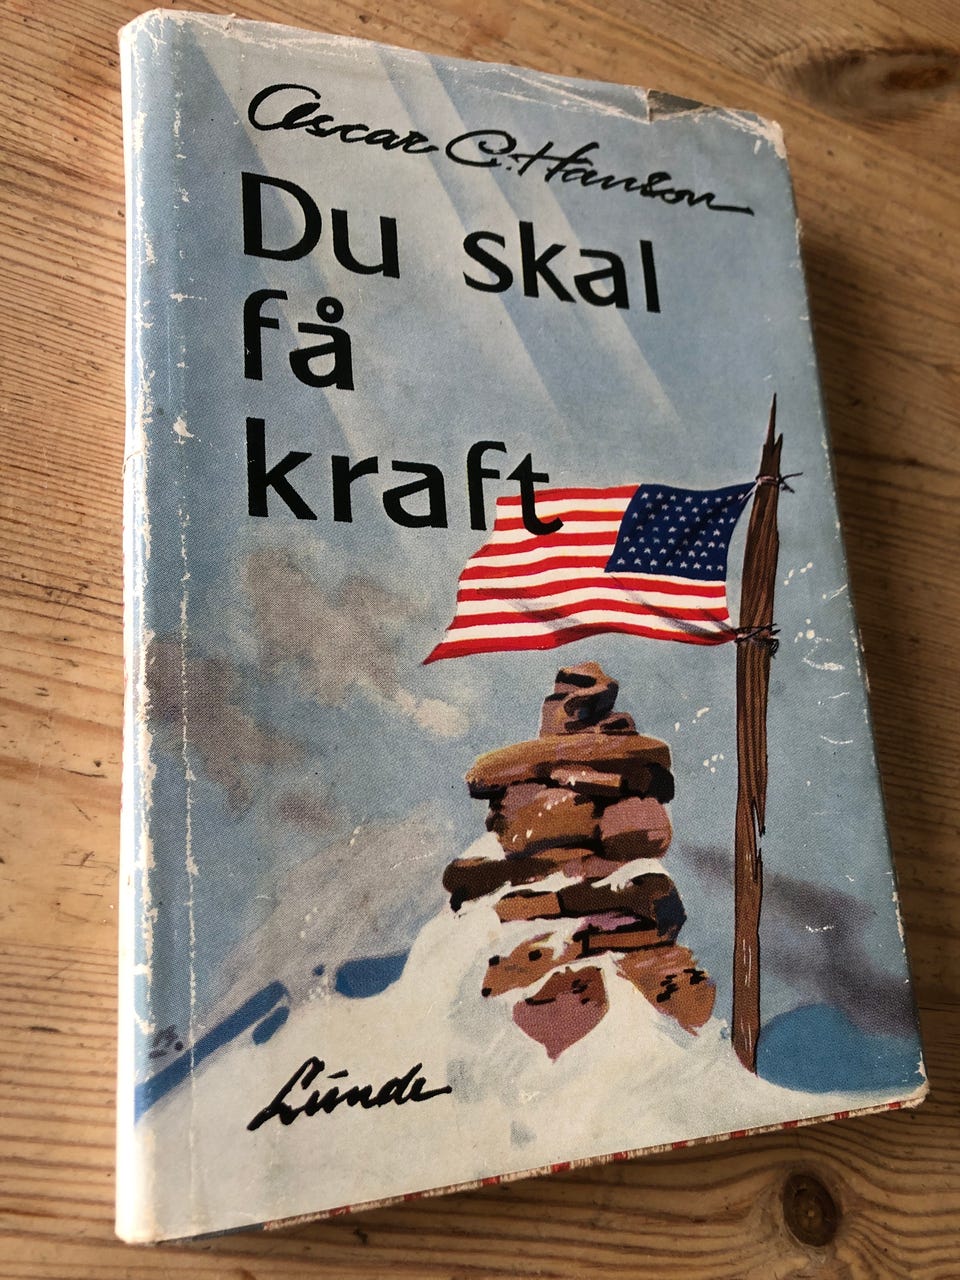 Oscar C. Hanson
Du skal
få
kraft
Lunde